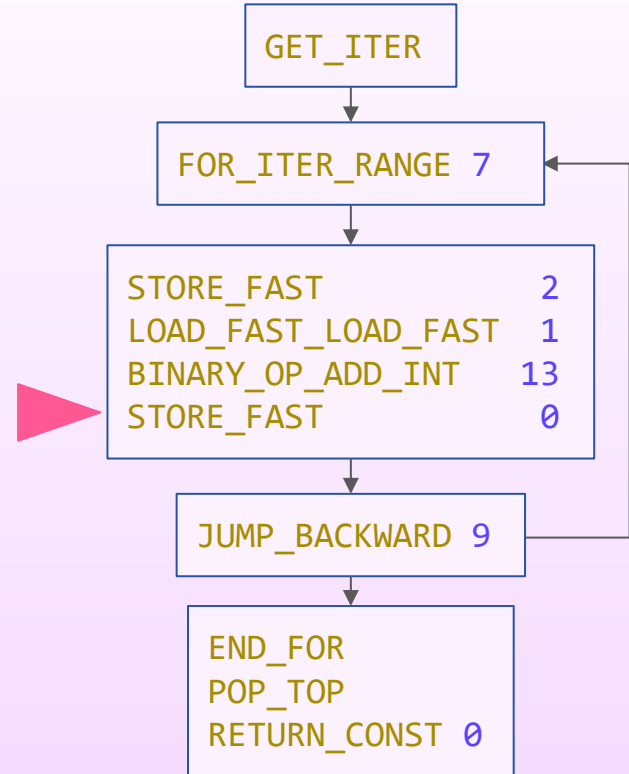 GET_ITER
FOR_ITER_RANGE 7
STORE_FAST 2
LOAD_FAST_LOAD_FAST 1
BINARY_OP_ADD_INT 13
STORE_FAST 0
JUMP_BACKWARD 9
END_FOR
POP_TOP
RETURN_CONST 0